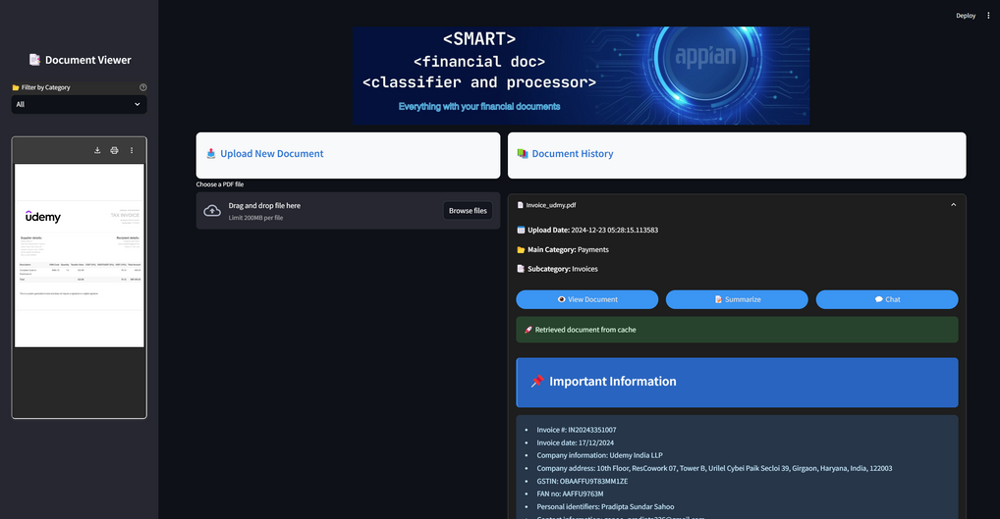 Deploy
Document Viewer
Filter by Category
All
udemy
TAX INVOICE
<SMART>
<financial doc>
<classifier and processor>
Everything with your financial documents
appian
Upload New Document
Choose a PDF file
Drag and drop file here
Limit 200MB per file
Browse files
Document History
Invoice_udmy.pdf
Upload Date: 2024-12-23 05:28:15.113583
Main Category: Payments
Subcategory: Invoices
View Document
Summarize
Chat
Retrieved document from cache
Important Information
Invoice #: IN20243351007
Invoice date: 17/12/2024
Company information: Udemy India LLP
Company address: 10th Floor, ResCowork 07, Tower B, Urilel Cybei Paik Secloi 39, Girgaon, Haryana, India, 122003
GSTIN: OBAAFFU9T83MM1ZE
FAN no: AAFFU9763M
Personal identifiers: Pradipta Sundar Sahoo